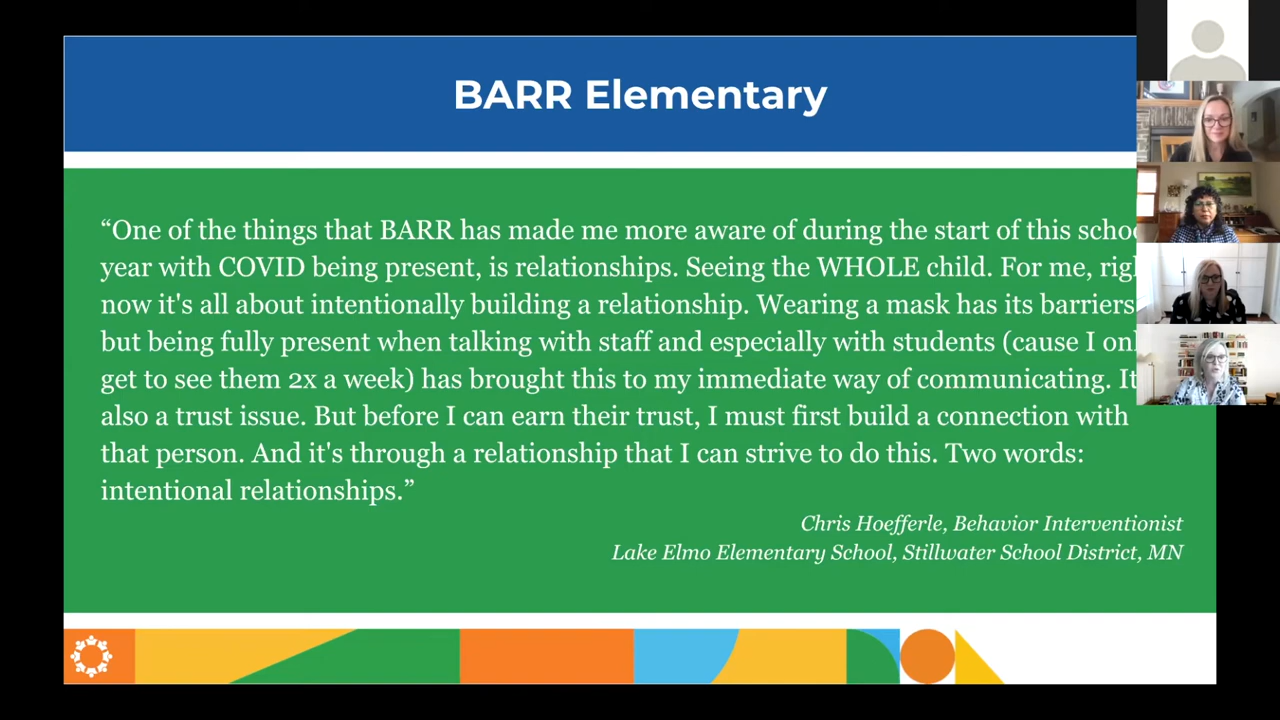 BARR Elementary
“One of the things that BARR has made me more aware of during the start of this
year with COVID being present, is relationships. Seeing the WHOLE child. For me,
now it's all about intentionally building a relationship. Wearing a mask has its barriers
but being fully present when talking with staff and especially with students (cause I
get to see them 2x a week) has brought this to my immediate way of communicating.
also a trust issue. But before I can earn their trust, I must first build a connection with
that person. And it's through a relationship that I can strive to do this. Two words:
intentional relationships.”
Chris Hoefferle, Behavior Interventionist
Lake Elmo Elementary School, Stillwater School District, MN